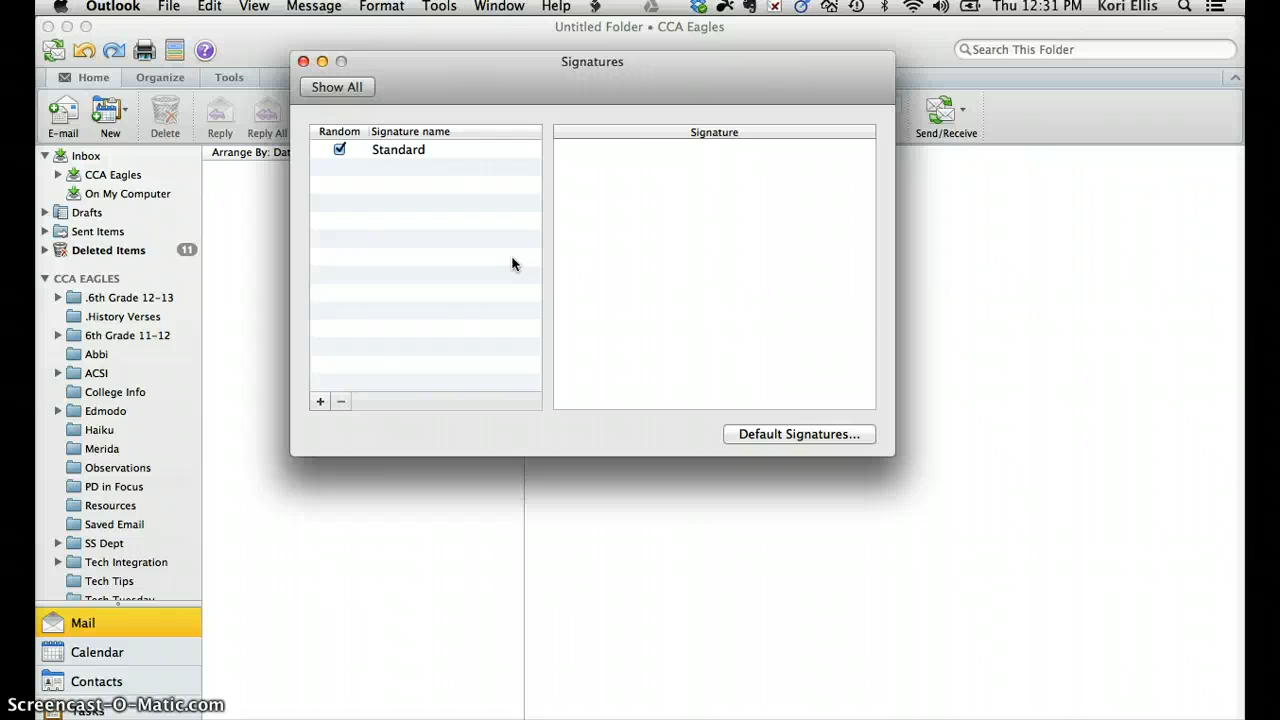 Outlook File Edit View Message Format Tools Window Help Thu 12:31 PM Kori Ellis
Untitled Folder • CCA Eagles
Search This Folder
Signatures
Show All
Home Organize Tools
E-mail New Delete Reply Reply All Send/Receive
Random Signature name Signature
Standard
Arrange By: Dat
Inbox
CCA Eagles
On My Computer
Drafts
Sent Items
Deleted Items 11
CCA EAGLES
.6th Grade 12-13
.History Verses
6th Grade 11-12
Abbi
ACSI
College Info
Edmodo
Haiku
Merida
Observations
PD in Focus
Resources
Saved Email
SS Dept
Tech Integration
Tech Tips
Tech Tuesday
+ −
Default Signatures...
Mail
Calendar
Contacts
Tasks
Screencast-O-Matic.com